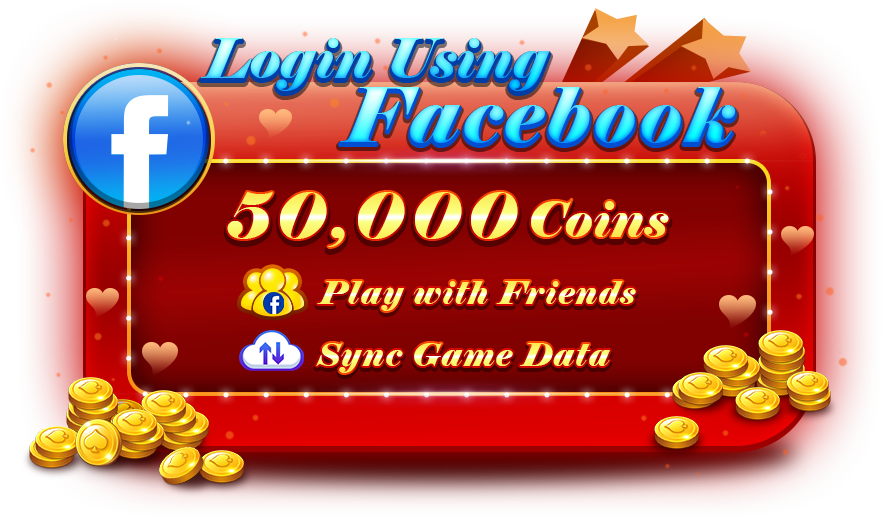 Login Using
Facebook
50,000 Coins
Play with Friends
Sync Game Data